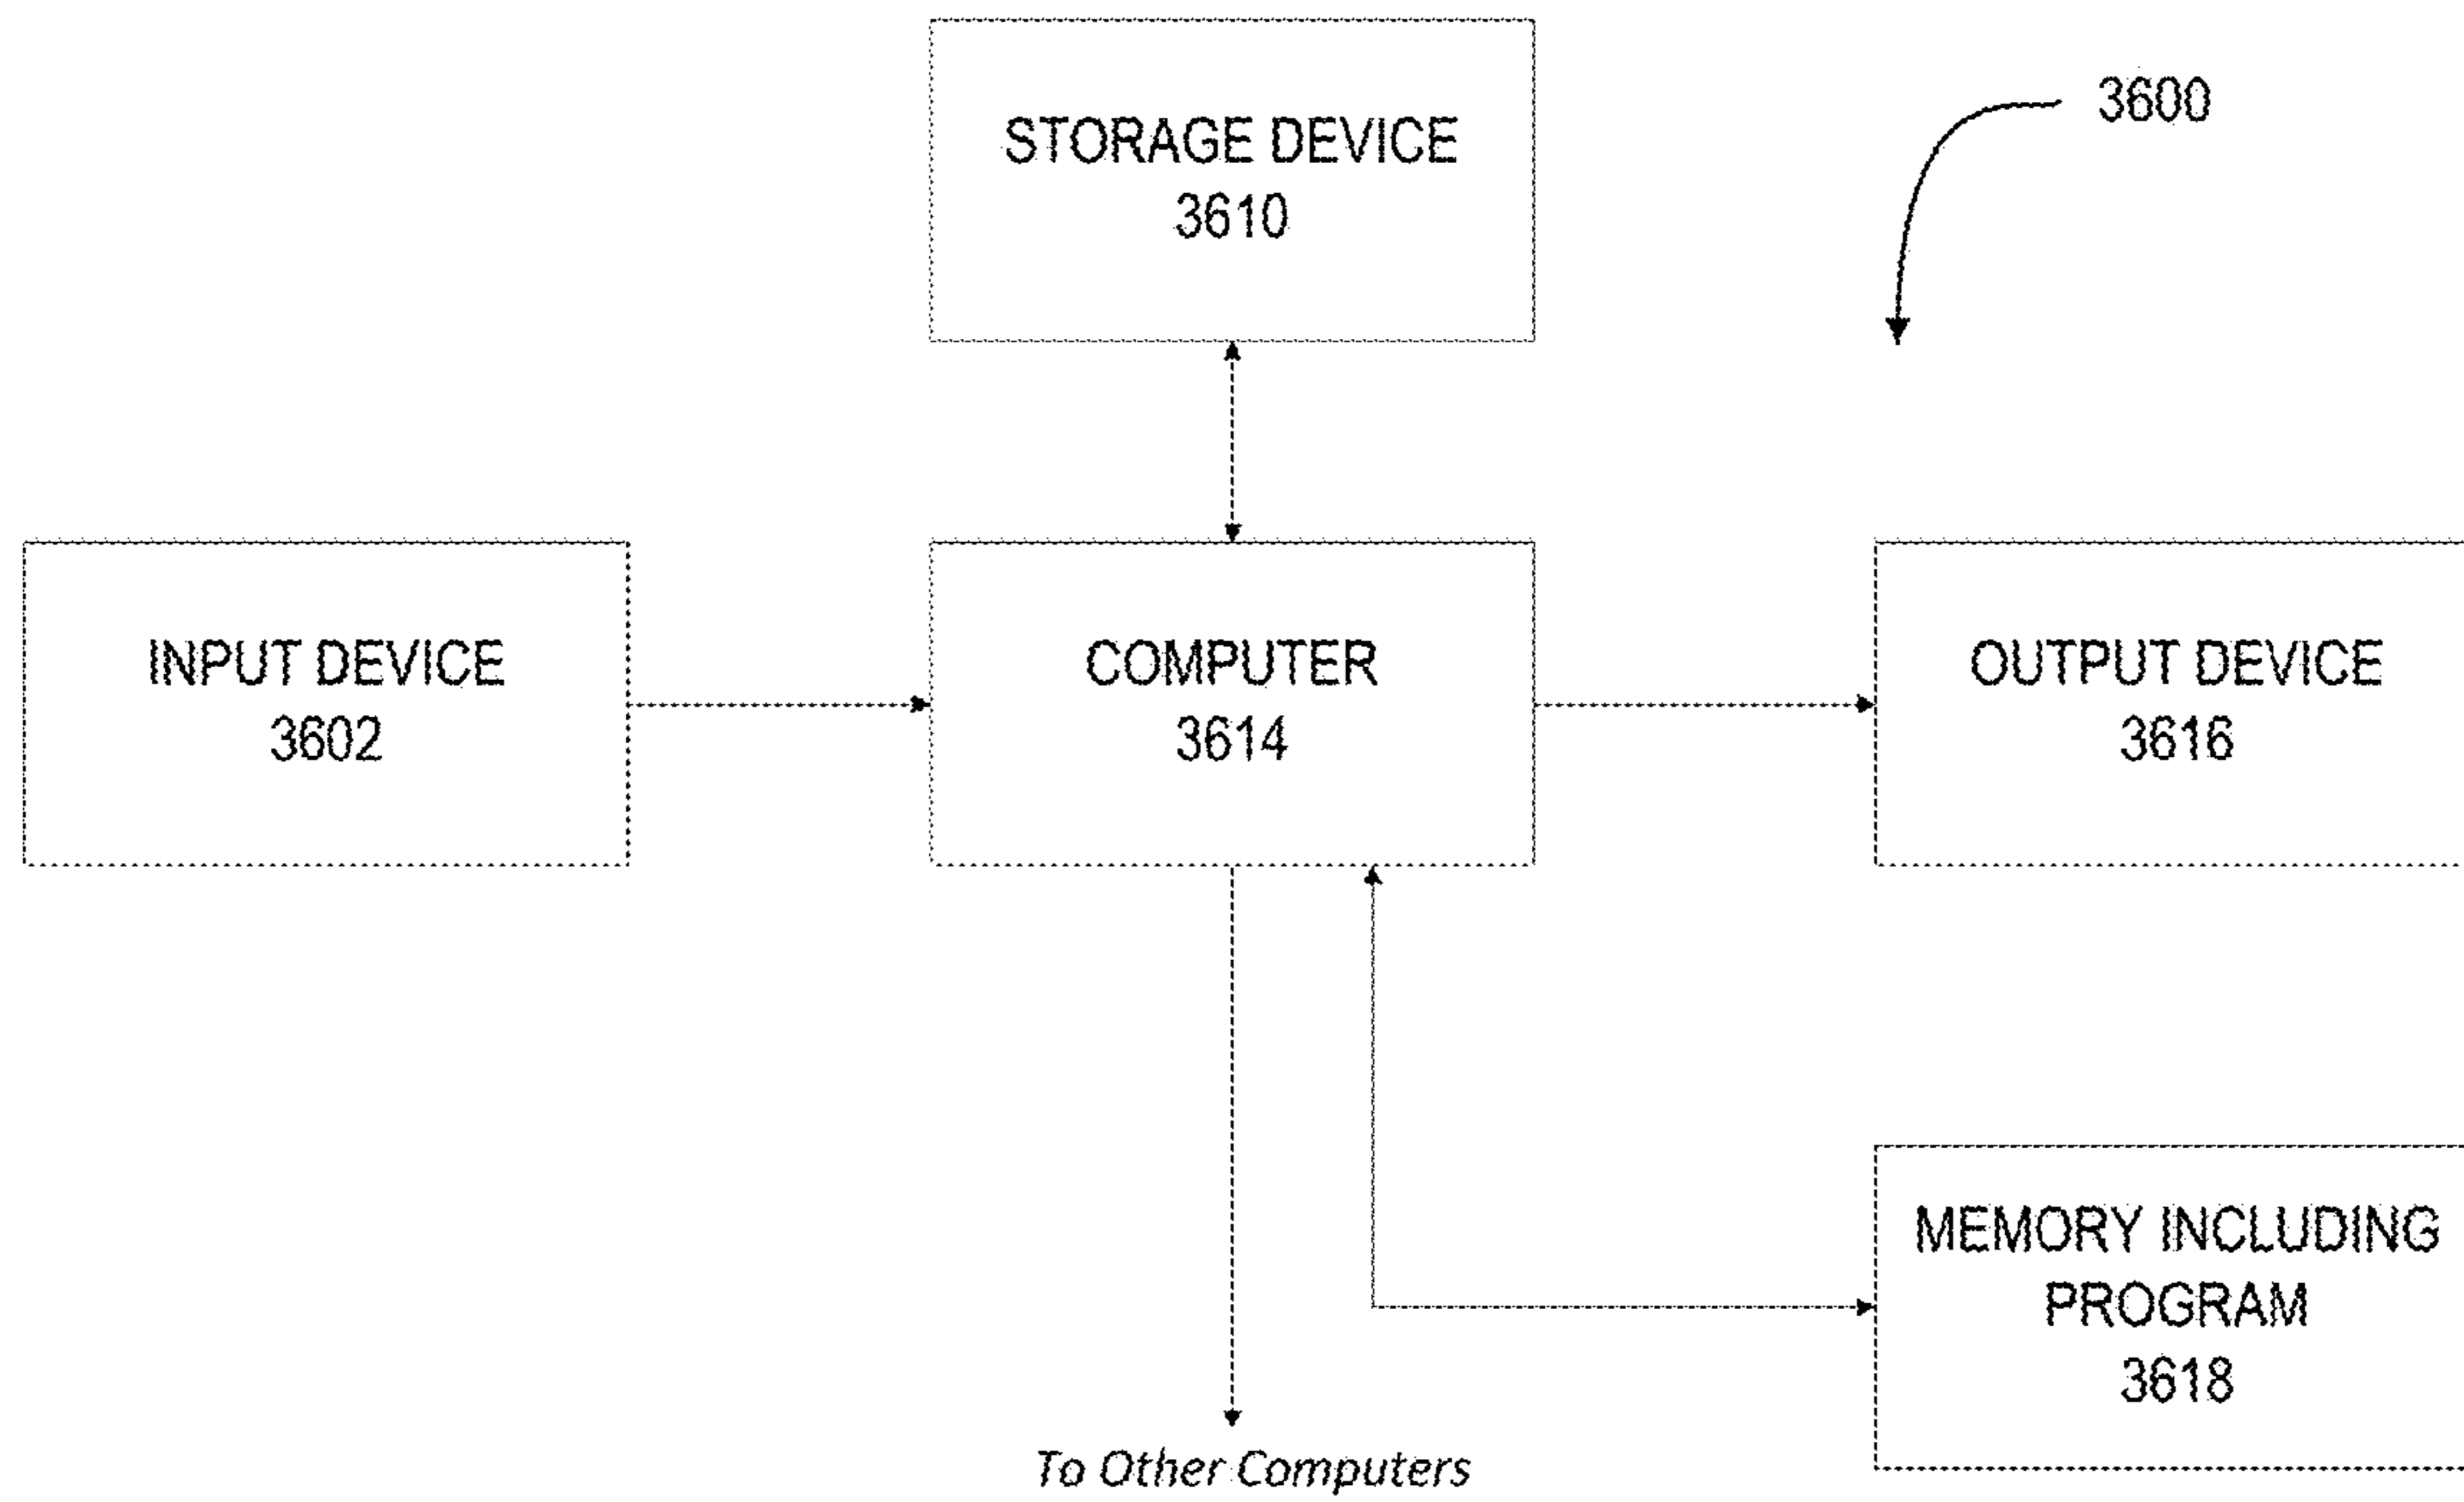 STORAGE DEVICE
3610
3600
INPUT DEVICE
3602
COMPUTER
3614
OUTPUT DEVICE
3616
MEMORY INCLUDING
PROGRAM
3618
To Other Computers